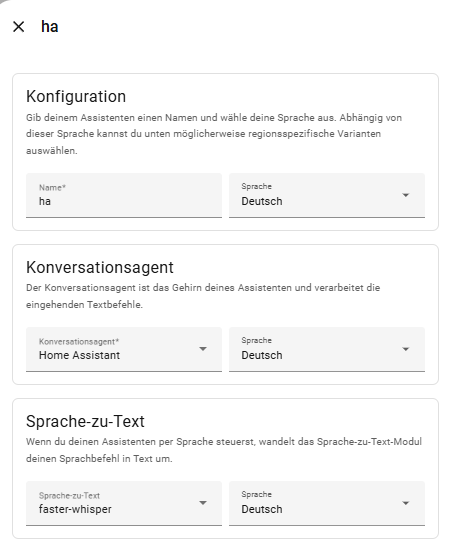 ha
Konfiguration
Gib deinem Assistenten einen Namen und wähle deine Sprache aus. Abhängig von
dieser Sprache kannst du unten möglicherweise regionsspezifische Varianten
auswählen.
Name*
ha
Sprache
Deutsch
Konversationsagent
Der Konversationsagent ist das Gehirn deines Assistenten und verarbeitet die
eingehenden Textbefehle.
Konversationsagent*
Home Assistant
Sprache
Deutsch
Sprache-zu-Text
Wenn du deinen Assistenten per Sprache steuerst, wandelt das Sprache-zu-Text-Modul
deinen Sprachbefehl in Text um.
Sprache-zu-Text
faster-whisper
Sprache
Deutsch